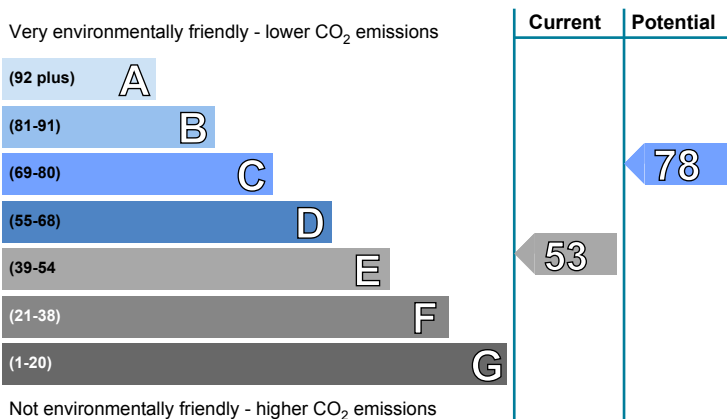 Current Potential
Very environmentally friendly - lower CO2 emissions
(92 plus) A
(81-91) B
(69-80) C
78
(55-68) D
53
(39-54 E
(21-38) F
(1-20) G
Not environmentally friendly - higher CO2 emissions